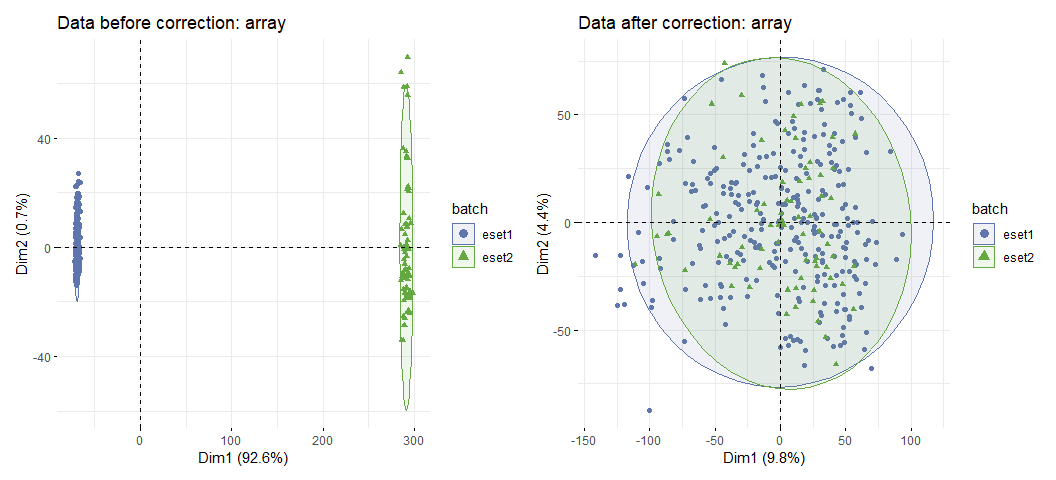 Data before correction: array
Dim2 (0.7%)
40
0
-40
0
100
200
300
Dim1 (92.6%)
batch
eset1
eset2
Data after correction: array
Dim2 (4.4%)
50
0
-50
-150
-100
-50
0
50
100
Dim1 (9.8%)
batch
eset1
eset2